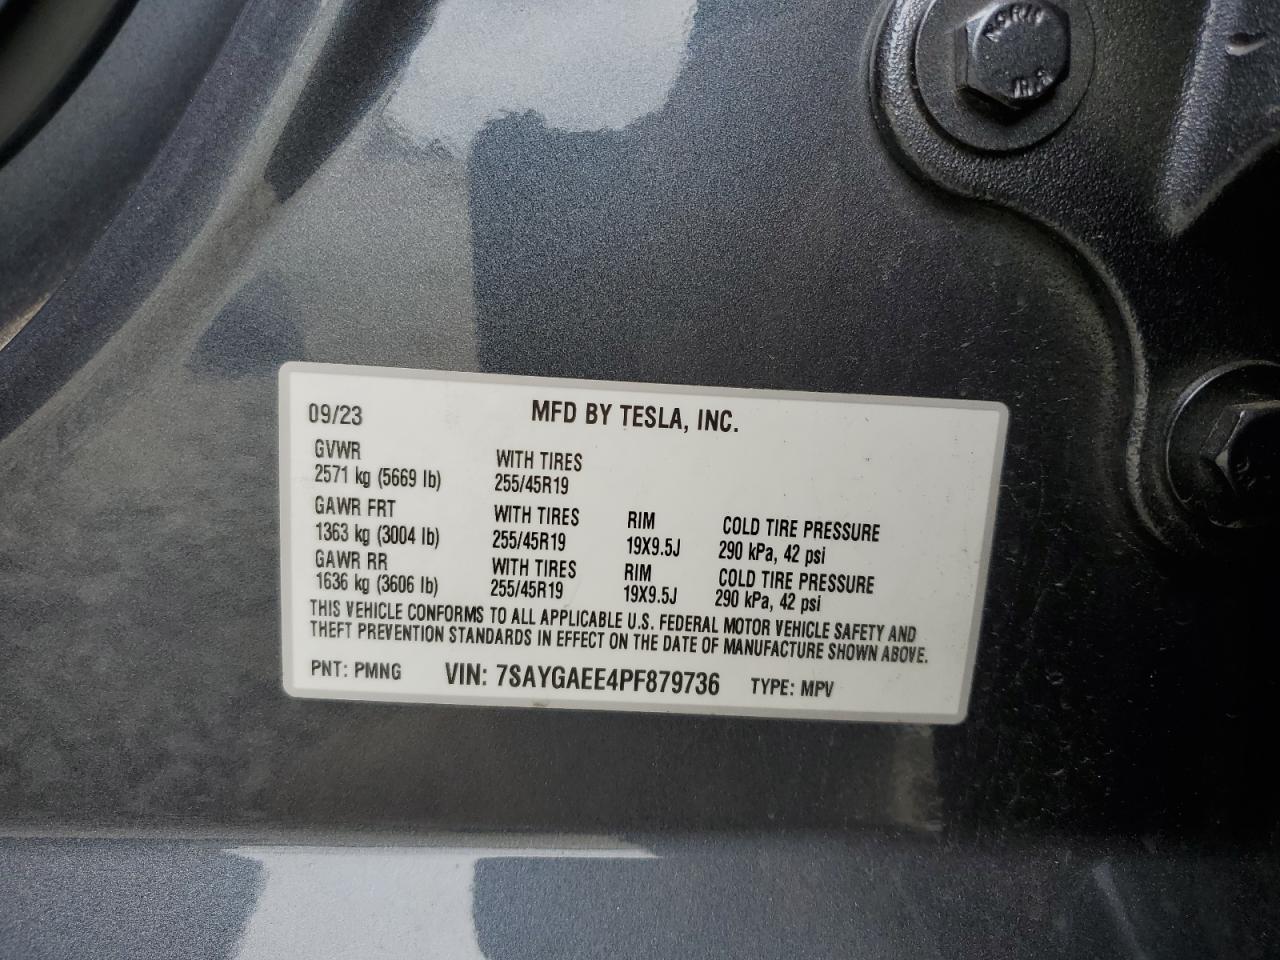 09/23 MFD BY TESLA, INC.
GVWR WITH TIRES
2571 kg (5669 lb) 255/45R19
GAWR FRT WITH TIRES RIM COLD TIRE PRESSURE
1363 kg (3004 lb) 255/45R19 19X9.5J 290 kPa, 42 psi
GAWR RR WITH TIRES RIM COLD TIRE PRESSURE
1636 kg (3606 lb) 255/45R19 19X9.5J 290 kPa, 42 psi
THIS VEHICLE CONFORMS TO ALL APPLICABLE U.S. FEDERAL MOTOR VEHICLE SAFETY AND
THEFT PREVENTION STANDARDS IN EFFECT ON THE DATE OF MANUFACTURE SHOWN ABOVE.
PNT: PMNG VIN: 7SAYGAEE4PF879736 TYPE: MPV